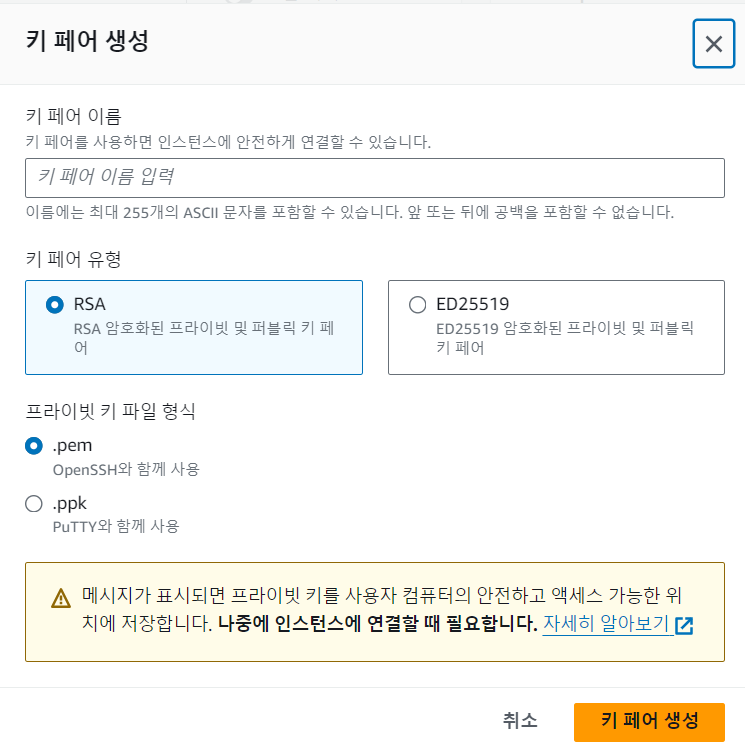 키 페어 생성
키 페어 이름
키 페어를 사용하면 인스턴스에 안전하게 연결할 수 있습니다.
키 페어 이름 입력
이름에는 최대 255개의 ASCII 문자를 포함할 수 있습니다. 앞 또는 뒤에 공백을 포함할 수 없습니다.
키 페어 유형
RSA
RSA 암호화된 프라이빗 및 퍼블릭 키 페
어
ED25519
ED25519 암호화된 프라이빗 및 퍼블릭
키 페어
프라이빗 키 파일 형식
.pem
OpenSSH와 함께 사용
.ppk
PuTTY와 함께 사용
메시지가 표시되면 프라이빗 키를 사용자 컴퓨터의 안전하고 액세스 가능한 위
치에 저장합니다. 나중에 인스턴스에 연결할 때 필요합니다. 자세히 알아보기
취소
키 페어 생성